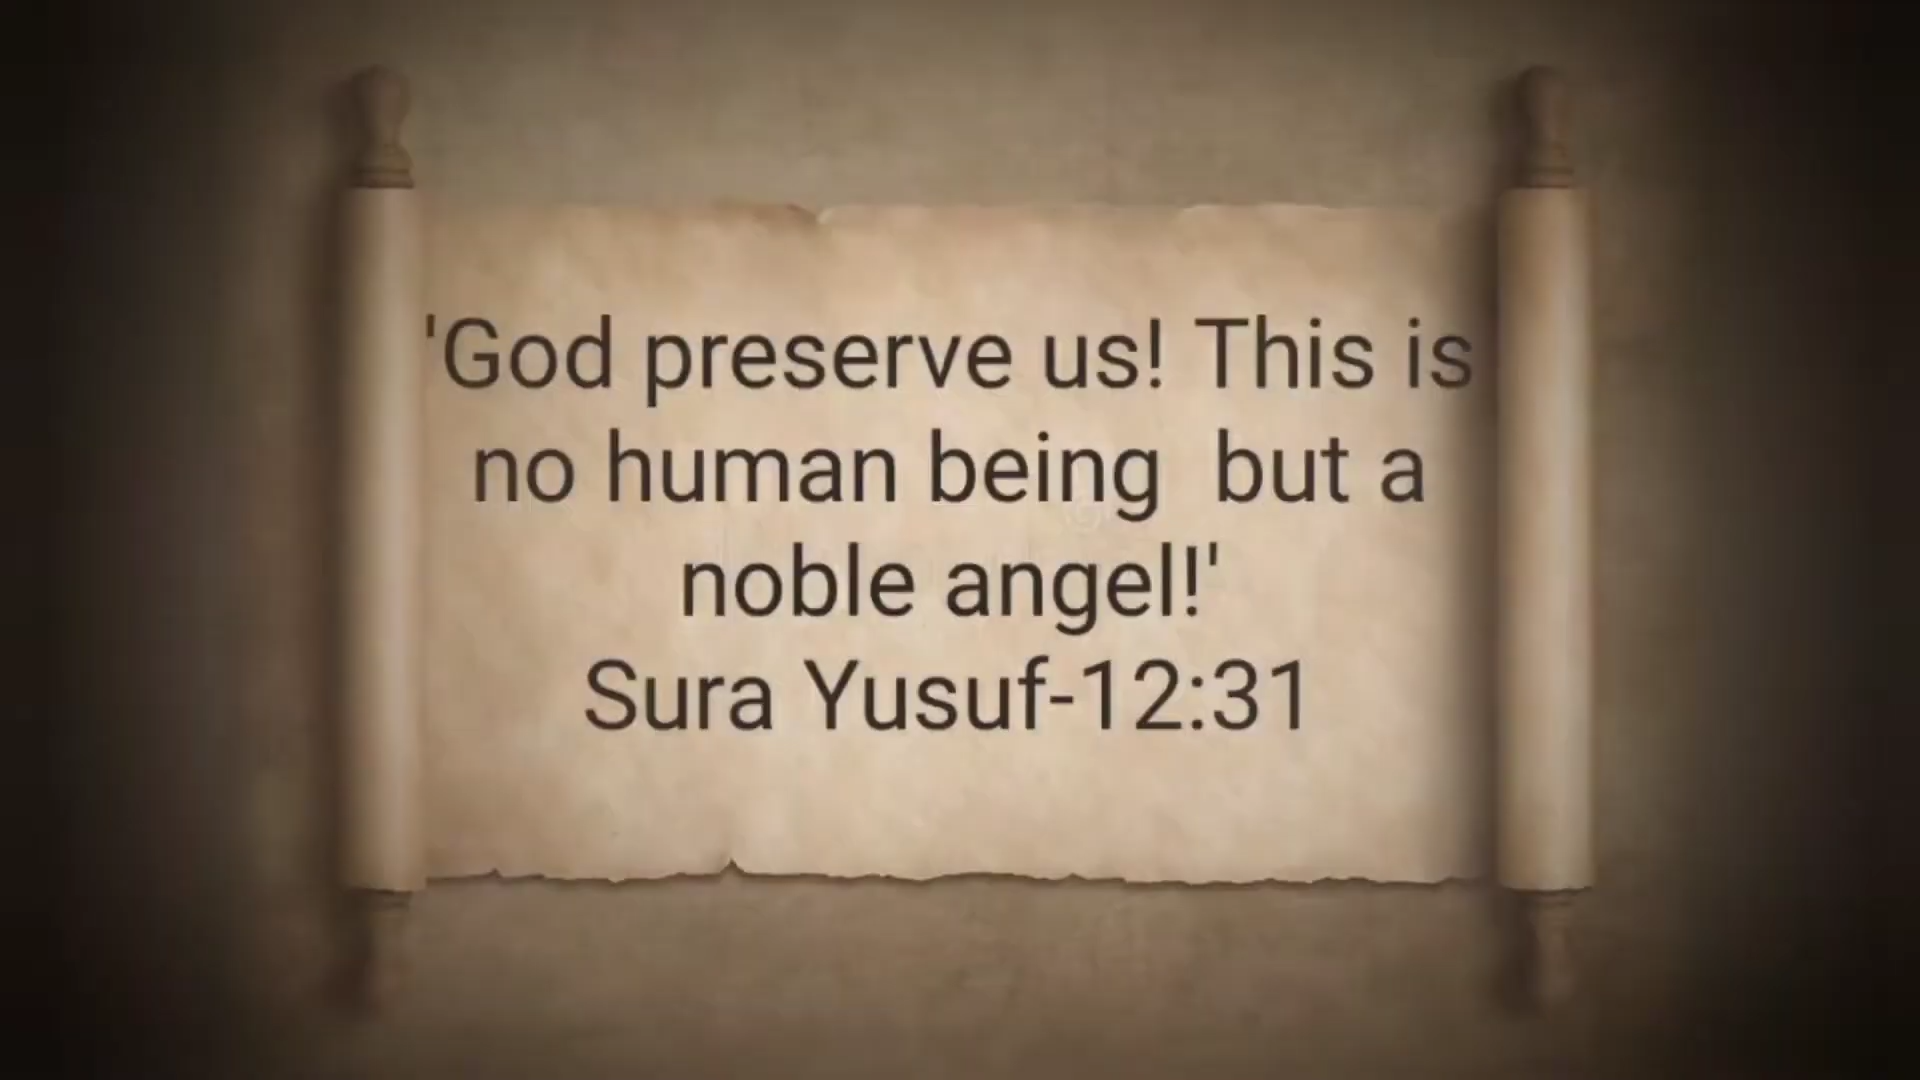 'God preserve us! This is
no human being  but a
noble angel!'
Sura Yusuf-12:31